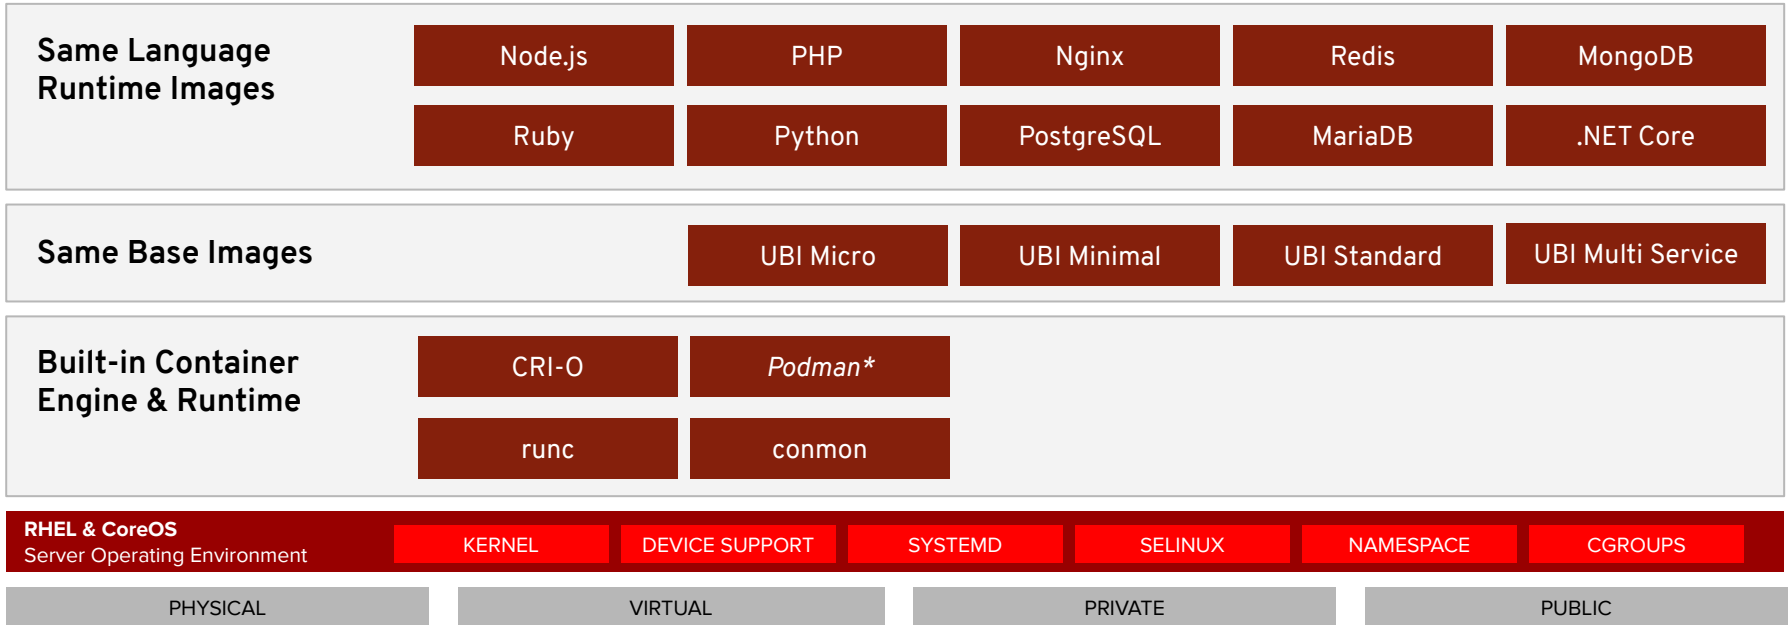 Same Language
Runtime Images
Node.js
PHP
Nginx
Redis
MongoDB
Ruby
Python
PostgreSQL
MariaDB
.NET Core
Same Base Images
UBI Micro
UBI Minimal
UBI Standard
UBI Multi Service
Built-in Container
Engine & Runtime
CRI-O
Podman*
runc
conmon
RHEL & CoreOS
Server Operating Environment
KERNEL
DEVICE SUPPORT
SYSTEMD
SELINUX
NAMESPACE
CGROUPS
PHYSICAL
VIRTUAL
PRIVATE
PUBLIC